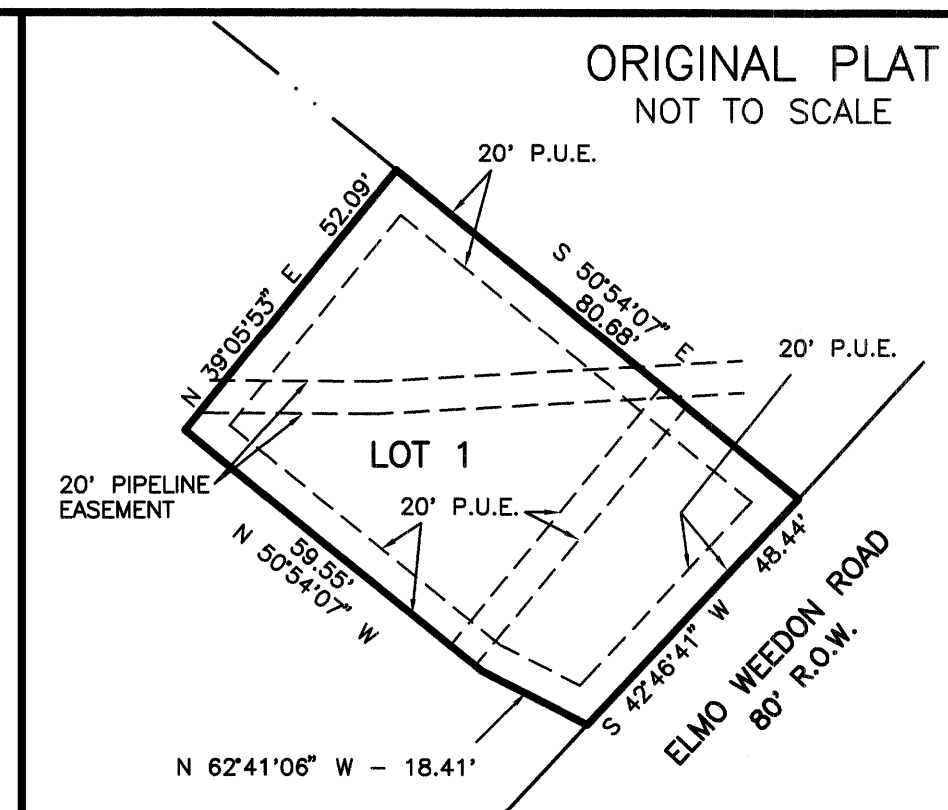 ORIGINAL PLAT
NOT TO SCALE
20' P.U.E.
52.09'
N 39°05'53" E
S 50°54'07" E
80.68'
20' P.U.E.
LOT 1
20' PIPELINE
EASEMENT
20' P.U.E.
59.55'
N 50°54'07" W
48.44'
S 42°46'41" W
ELMO WEEDON ROAD
80' R.O.W.
N 62°41'06" W - 18.41'